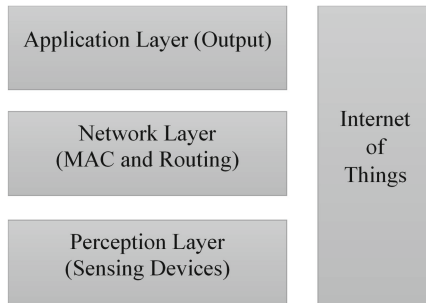 Application Layer (Output)
Network Layer
(MAC and Routing)
Perception Layer
(Sensing Devices)
Internet
of
Things